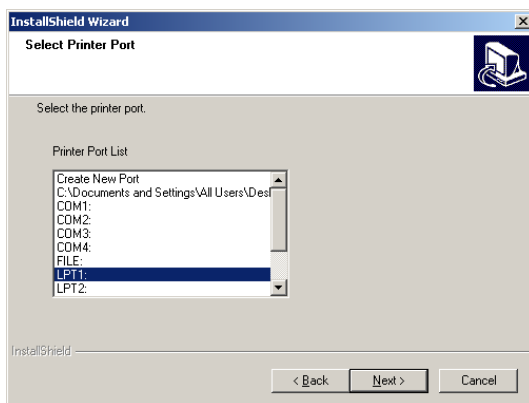 InstallShield Wizard
Select Printer Port
Select the printer port.
Printer Port List
Create New Port
C:\Documents and Settings\All Users\Desl
COM1:
COM2:
COM3:
COM4:
FILE:
LPT1:
LPT2:
InstallShield
< Back
Next >
Cancel